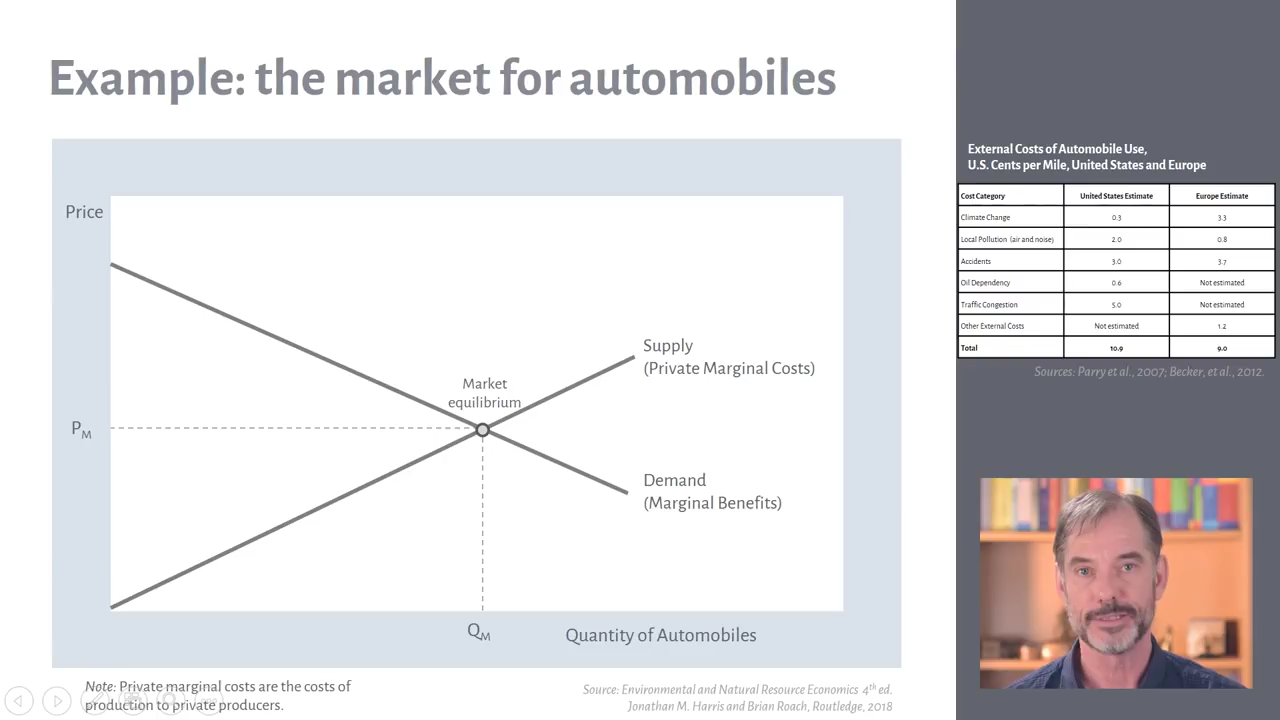 Example: the market for automobiles
Price
Supply
(Private Marginal Costs)
Market
equilibrium
P_M
Demand
(Marginal Benefits)
Q_M
Quantity of Automobiles
Note: Private marginal costs are the costs of
production to private producers.
Source: Environmental and Natural Resource Economics 4th ed.
Jonathan M. Harris and Brian Roach, Routledge, 2018
External Costs of Automobile Use,
U.S. Cents per Mile, United States and Europe
Cost Category United States Estimate Europe Estimate
Climate Change 0.3 3.3
Local Pollution (air and noise) 2.0 0.8
Accidents 3.0 3.7
Oil Dependency 0.6 Not estimated
Traffic Congestion 5.0 Not estimated
Other External Costs Not estimated 1.2
Total 10.9 9.0
Sources: Parry et al., 2007; Becker, et al., 2012.